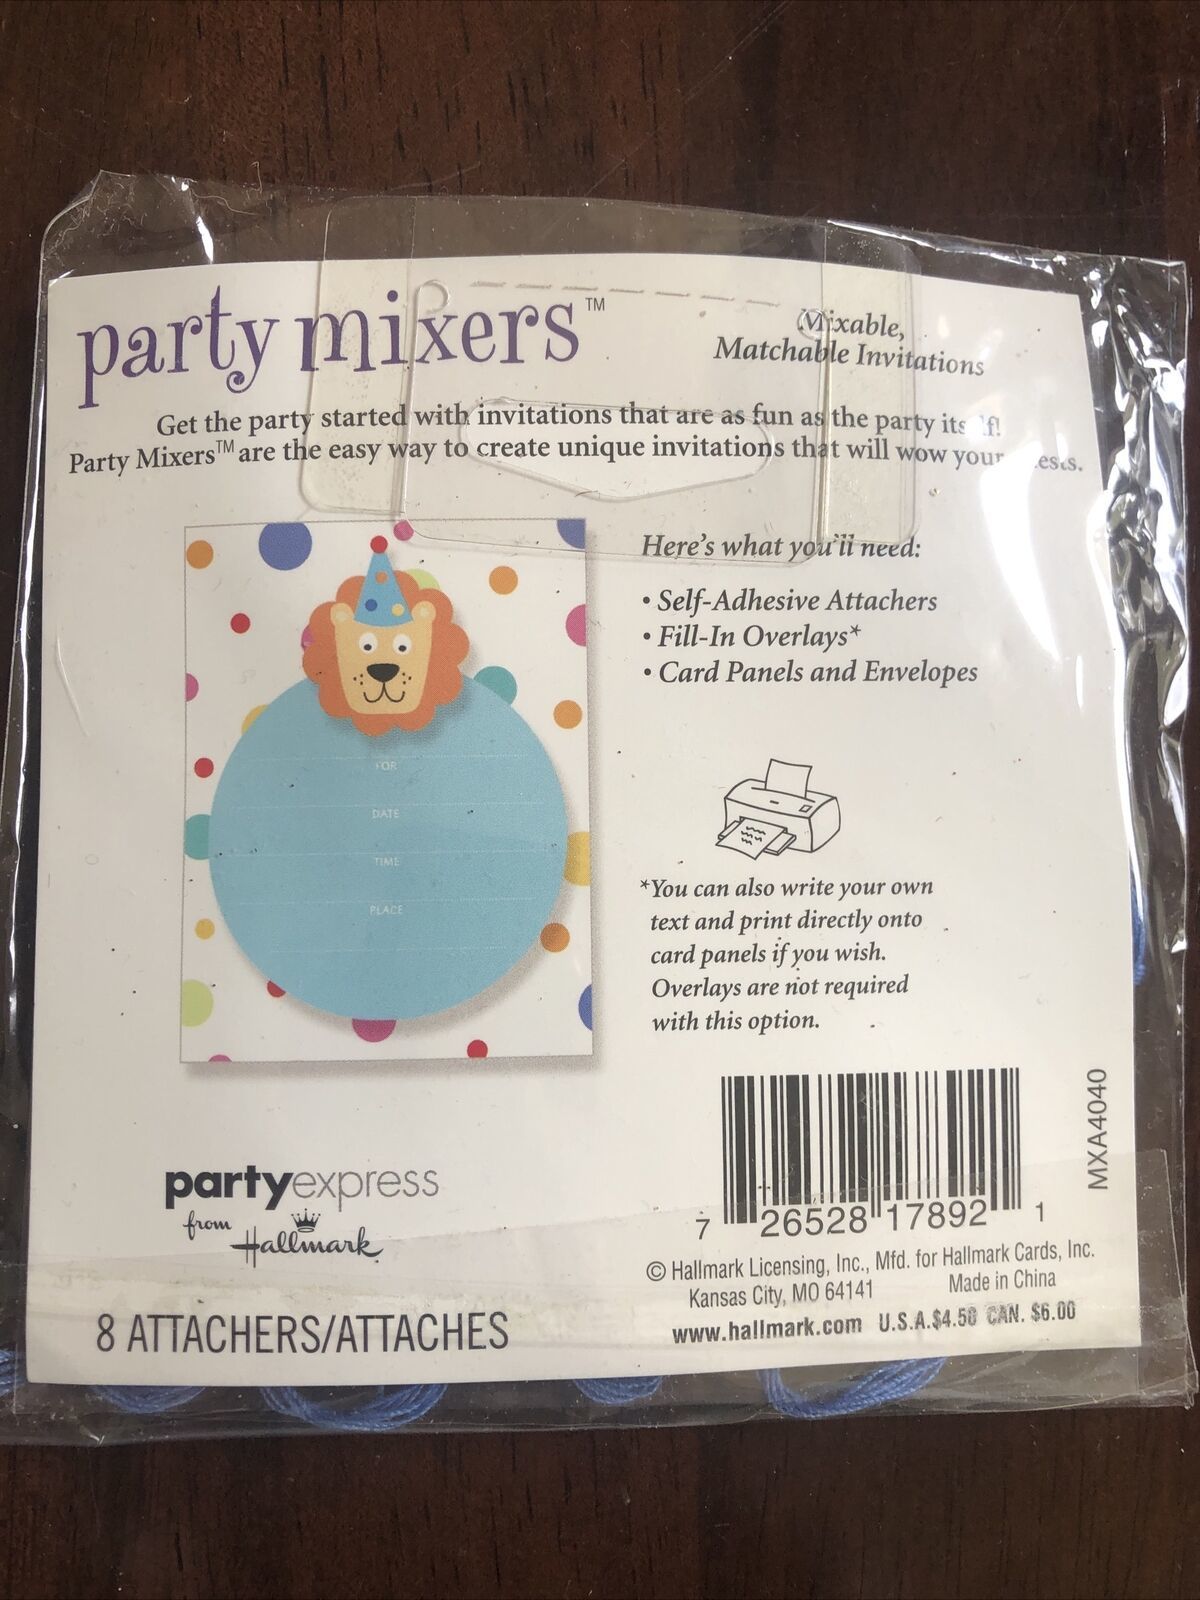 party mixers™
Mixable,
Matchable Invitations
Get the party started with invitations that are as fun as the party
Party Mixers™ are the easy way to create unique invitations that will wow your
Here's what you'll need:
• Self-Adhesive Attachers
• Fill-In Overlays*
• Card Panels and Envelopes
FOR
DATE
TIME
PLACE
*You can also write your own
text and print directly onto
card panels if you wish.
Overlays are not required
with this option.
partyexpress
from
Hallmark
8 ATTACHERS/ATTACHES
7 26528 17892 1
MXA4040
© Hallmark Licensing, Inc., Mfd. for Hallmark Cards, Inc.
Kansas City, MO 64141 Made in China
www.hallmark.com U.S.A.$4.50 CAN. $6.00